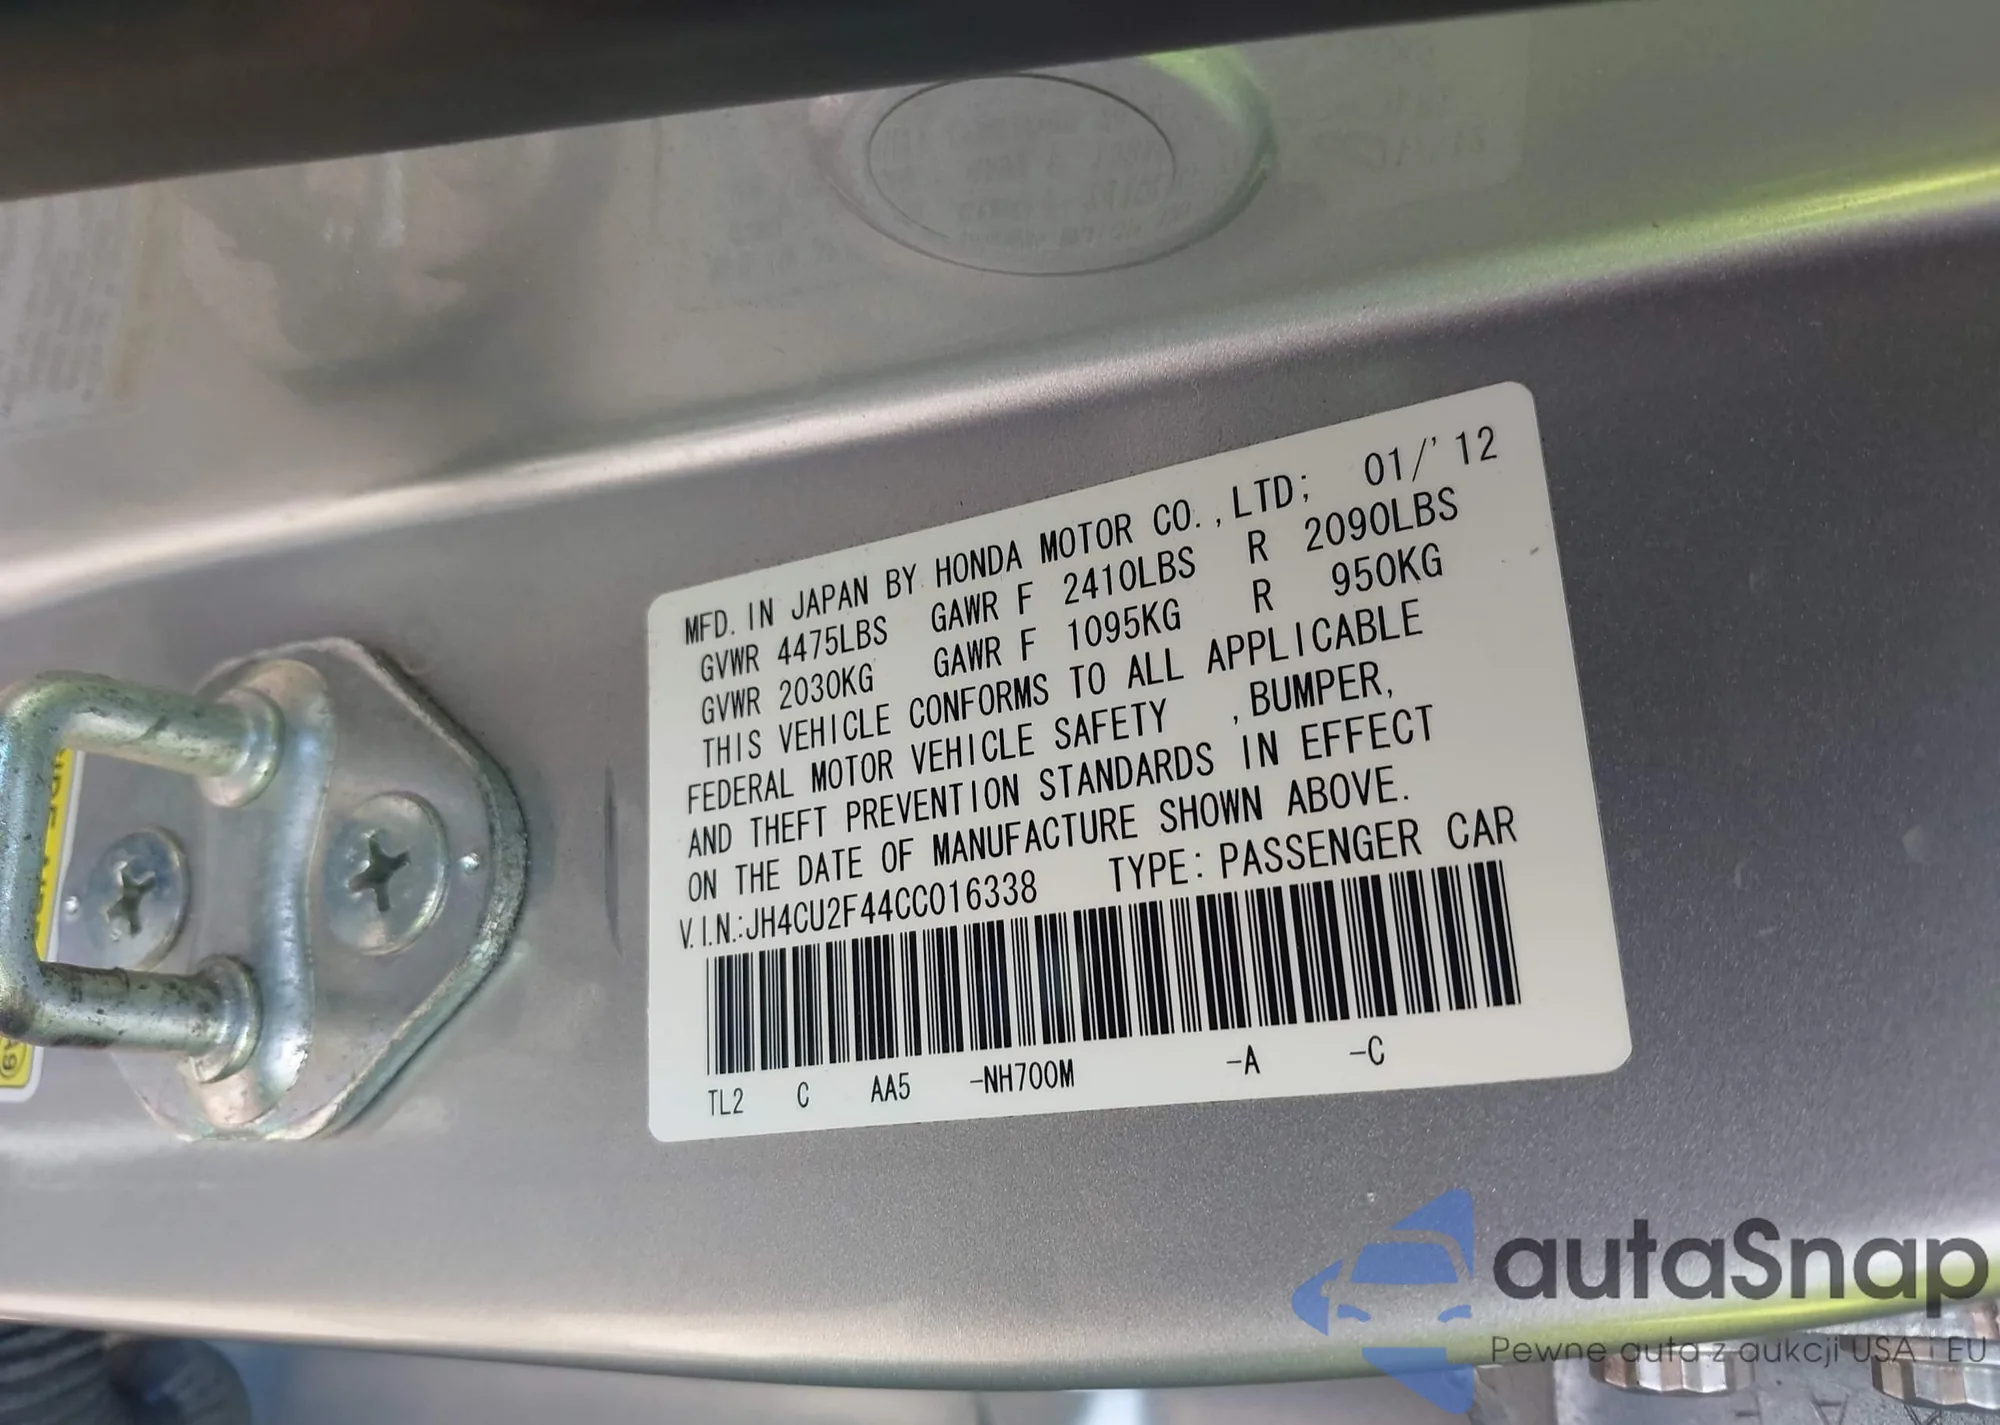 MFD. IN JAPAN BY HONDA MOTOR CO.,LTD; 01/'12
GVWR 4475LBS GAWR F 2410LBS R 2090LBS
GVWR 2030KG GAWR F 1095KG R 950KG
THIS VEHICLE CONFORMS TO ALL APPLICABLE
FEDERAL MOTOR VEHICLE SAFETY ,BUMPER,
AND THEFT PREVENTION STANDARDS IN EFFECT
ON THE DATE OF MANUFACTURE SHOWN ABOVE.
V.I.N.:JH4CU2F44CC016338 TYPE:PASSENGER CAR
TL2 C AA5 -NH700M -A -C
autaSnap
Pewne auta z aukcji USA i EU